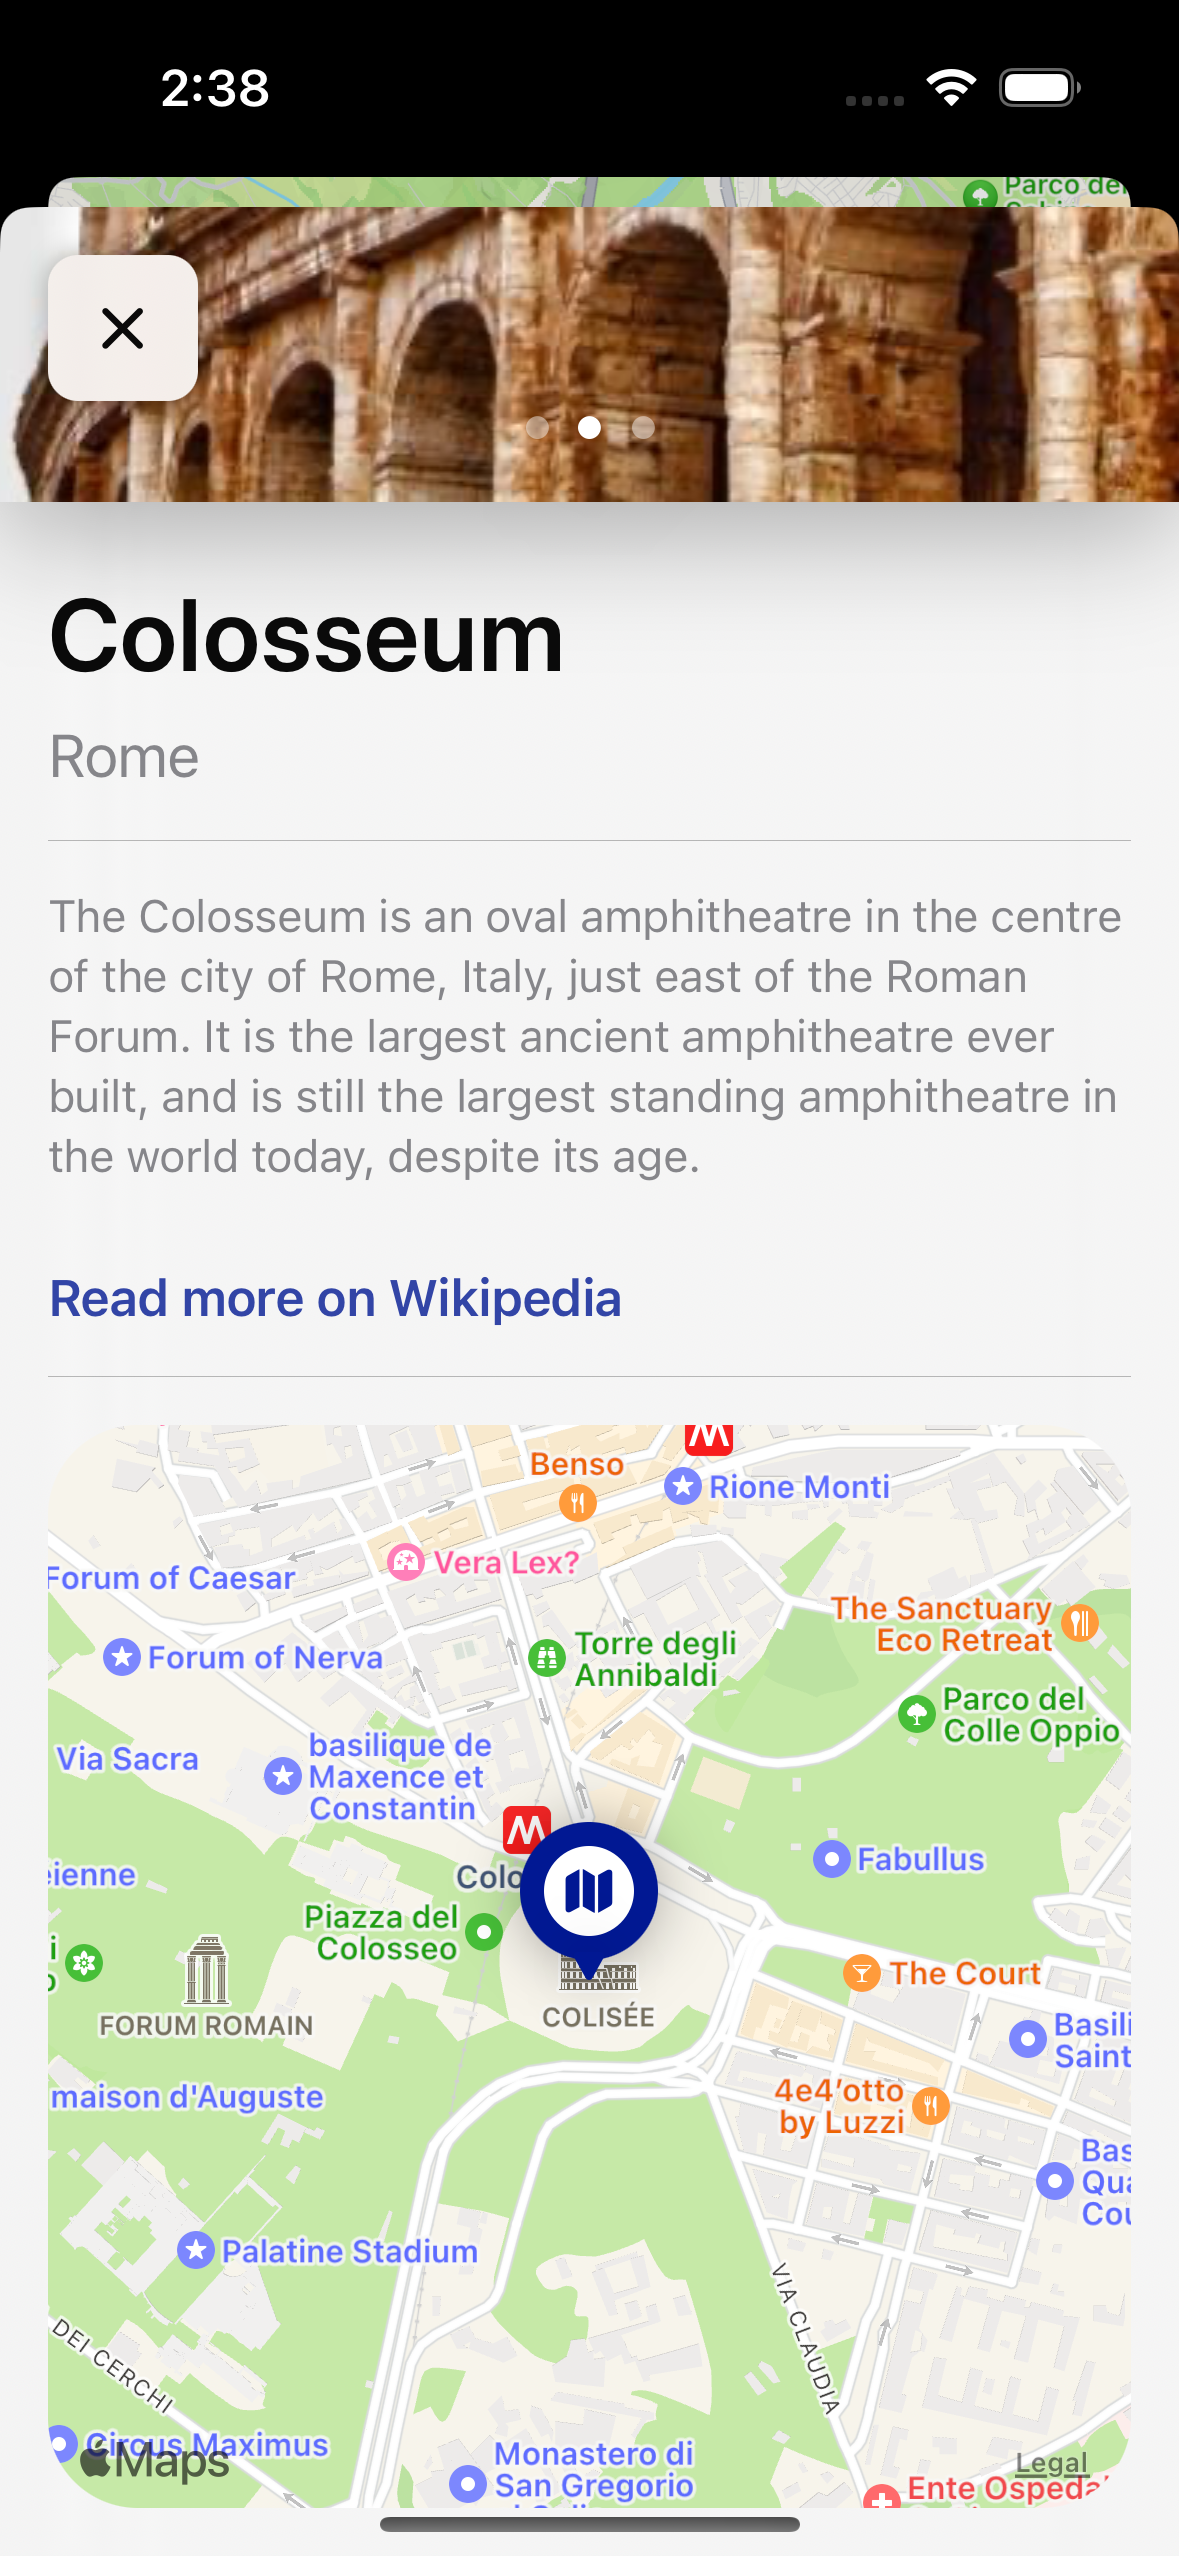 2:38
Parco del
Colosseum
Rome
The Colosseum is an oval amphitheatre in the centre
of the city of Rome, Italy, just east of the Roman
Forum. It is the largest ancient amphitheatre ever
built, and is still the largest standing amphitheatre in
the world today, despite its age.
Read more on Wikipedia
M
Benso
Rione Monti
Vera Lex?
Forum of Caesar
The Sanctuary
Eco Retreat
Torre degli
Annibaldi
Forum of Nerva
Parco del
Colle Oppio
basilique de
Maxence et
Constantin
Via Sacra
M
Fabullus
Colo
Piazza del
Colosseo
The Court
COLISÉE
FORUM ROMAIN
Basili
Saint
maison d'Auguste
4e4'otto
by Luzzi
Bas
Qua
Cou
Palatine Stadium
VIA CLAUDIA
DEI CERCHI
Circus Maximus
Maps
Monastero di
San Gregorio
Legal
Ente Ospeda